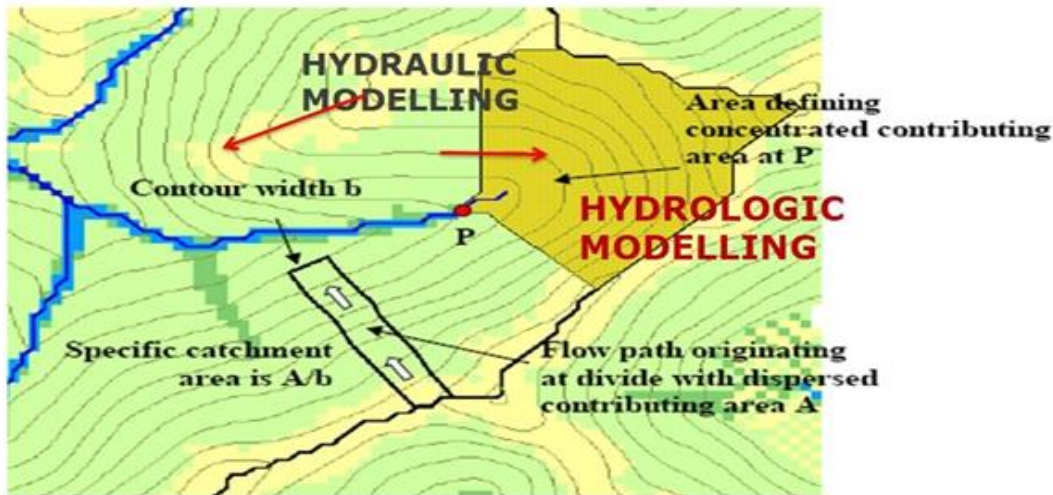 HYDRAULIC
MODELLING
Area defining
concentrated contributing
area at P
Contour width b
HYDROLOGIC
MODELLING
P
Specific catchment
area is A/b
Flow path originating
at divide with dispersed
contributing area A